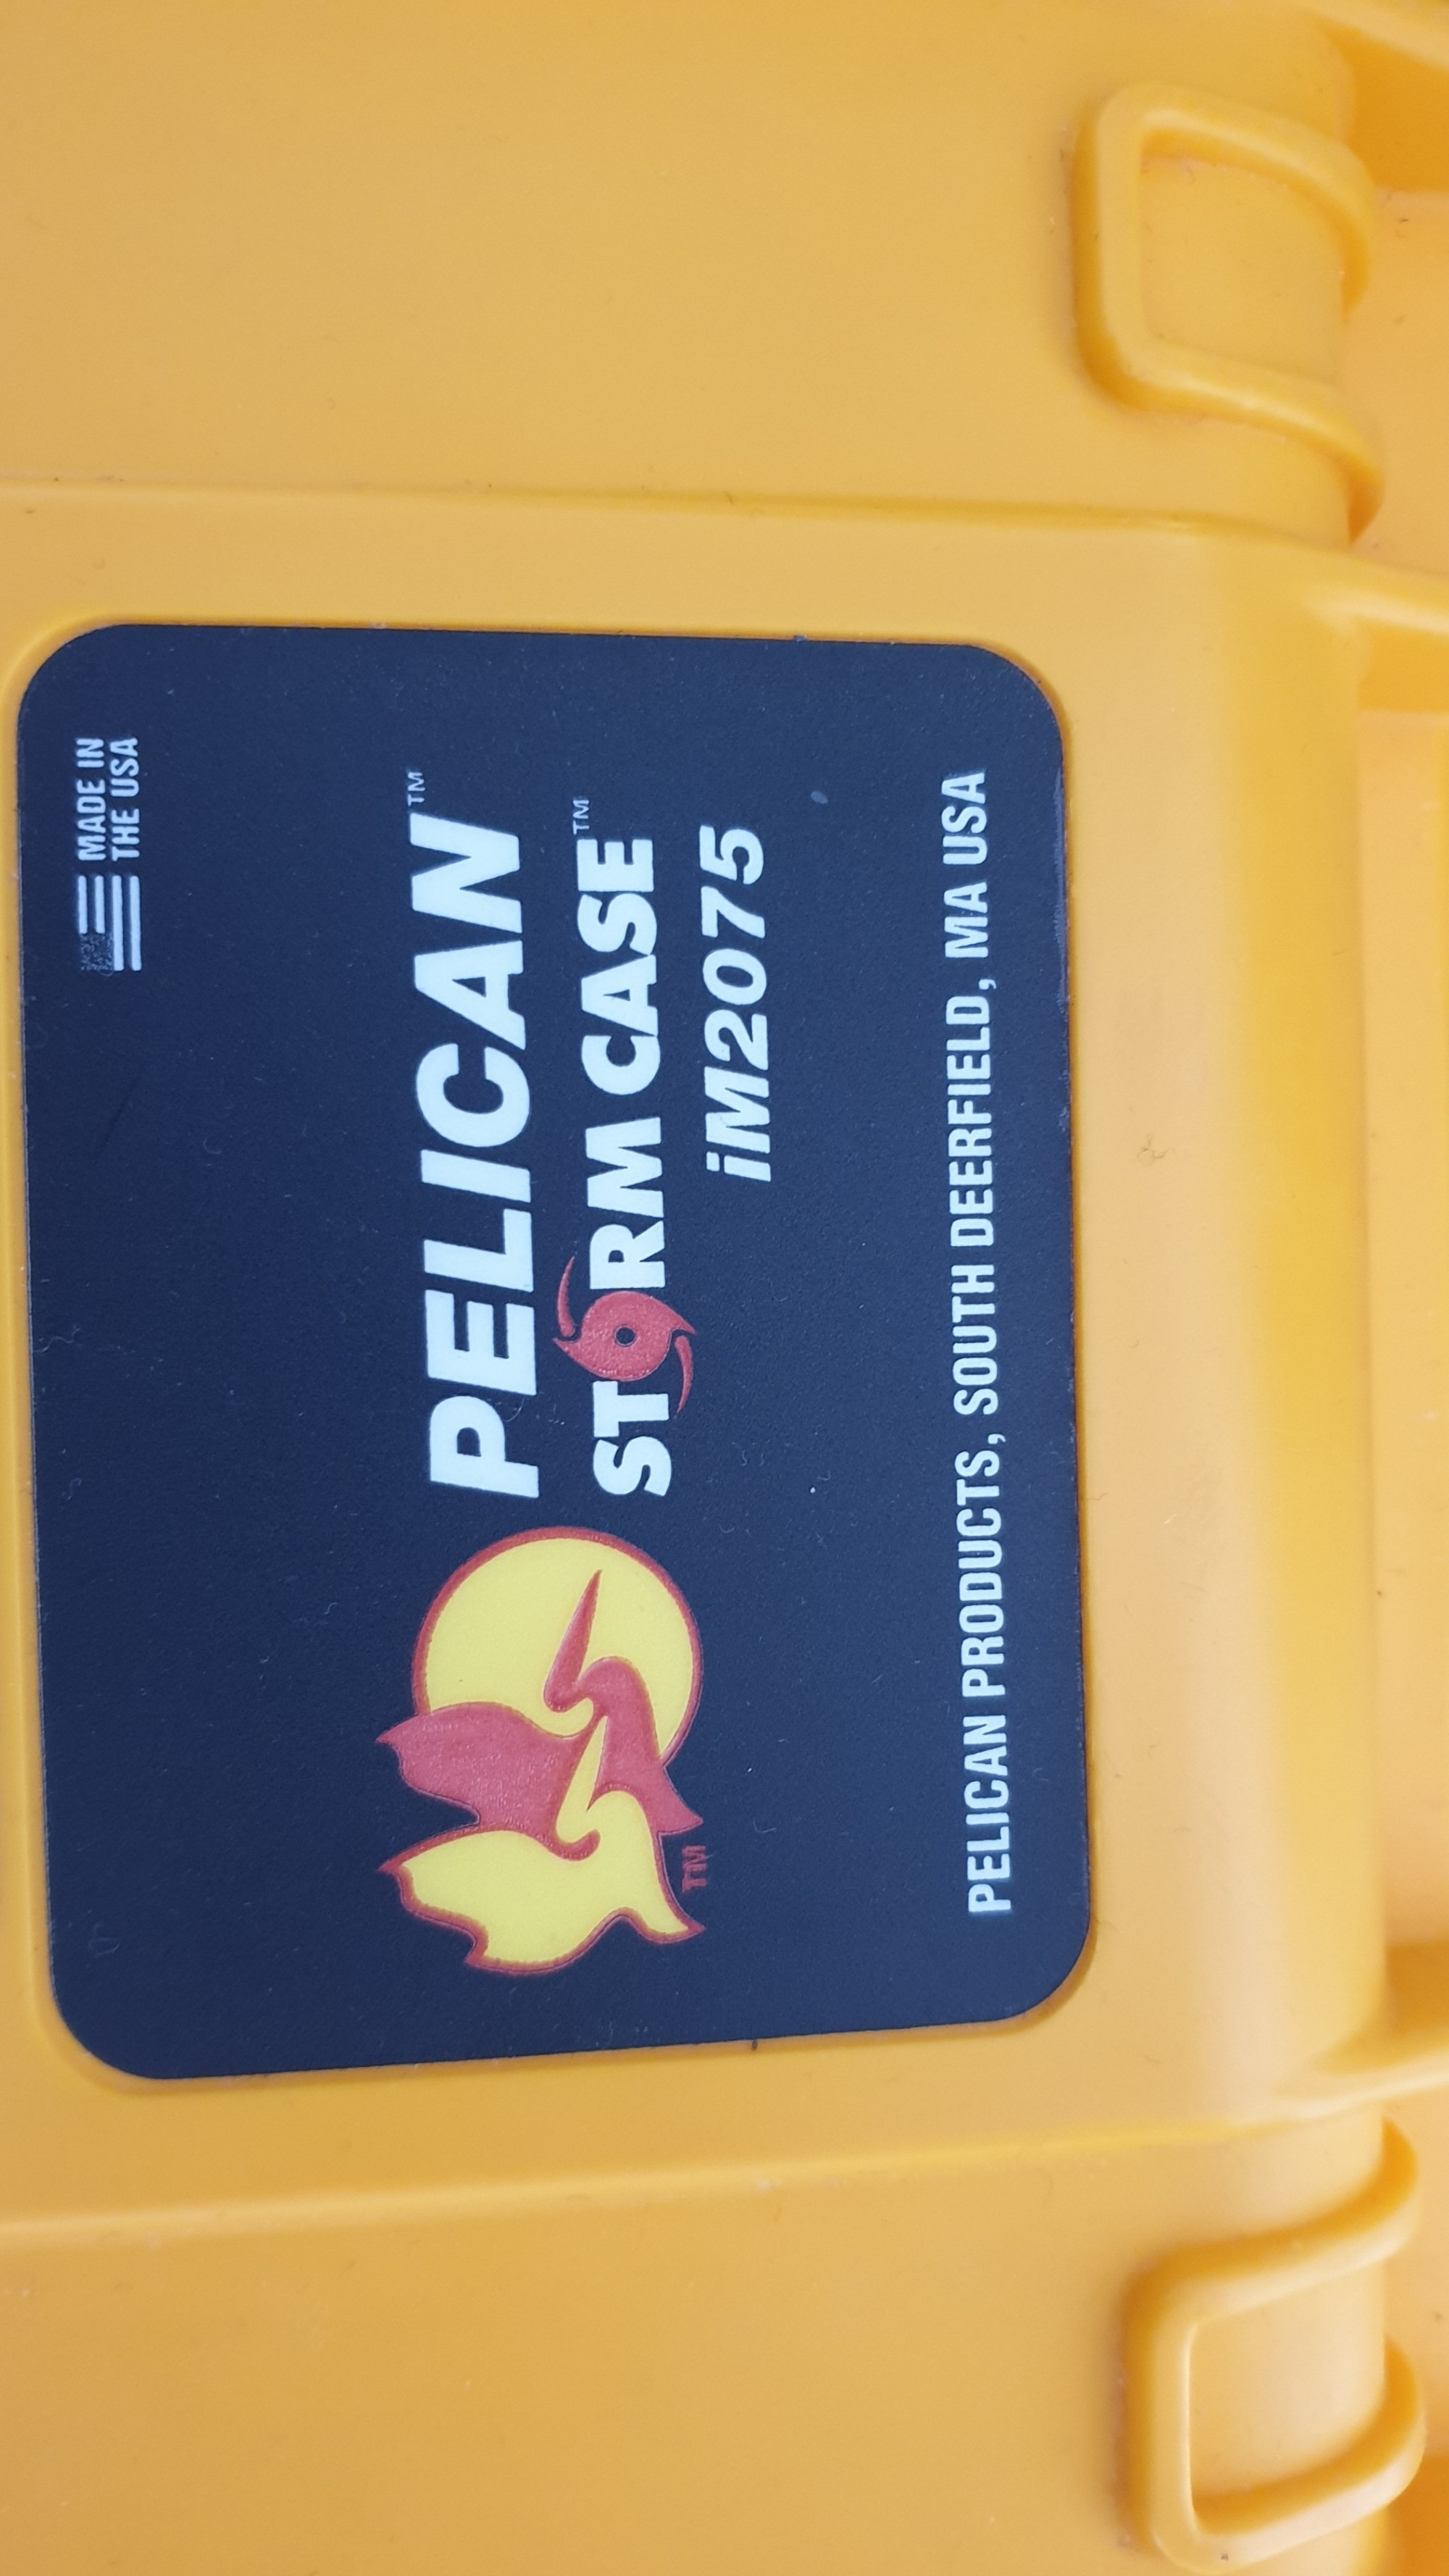 MADE IN
THE USA
PELICAN™
STORM CASE™
iM2075
TM
PELICAN PRODUCTS, SOUTH DEERFIELD, MA USA